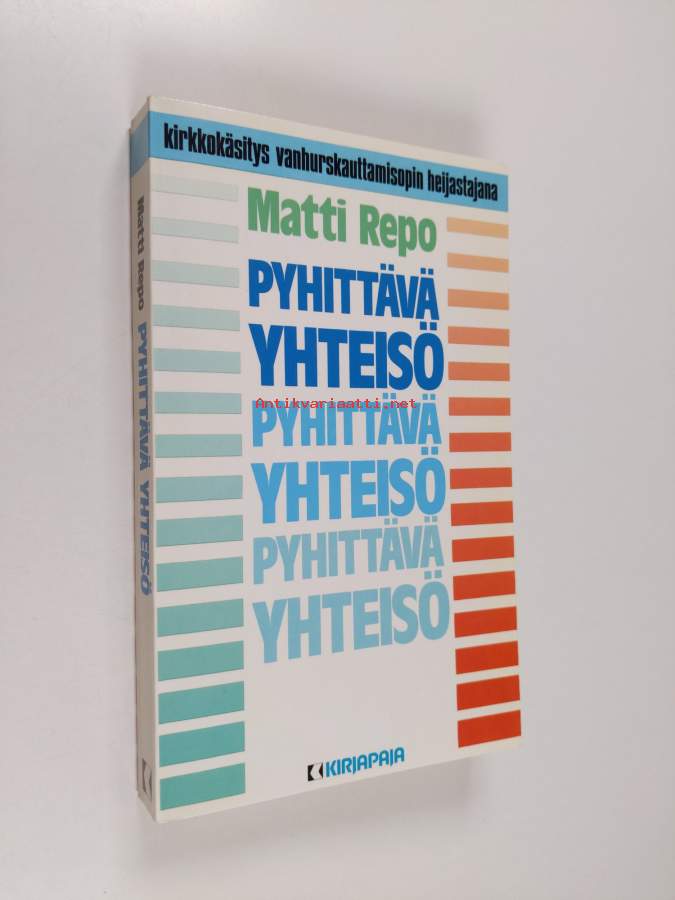 kirkkokäsitys vanhurskauttamisopin heijastajana
Matti Repo
PYHITTÄVÄ
YHTEISÖ
Antikvariaatti.net
PYHITTÄVÄ
YHTEISÖ
PYHITTÄVÄ
YHTEISÖ
KIRJAPAJA
Matti Repo PYHITTÄVÄ YHTEISÖ